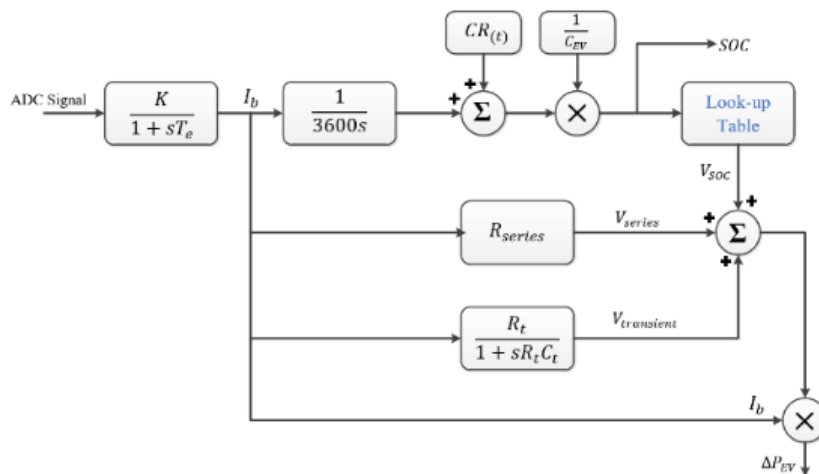 CR(t)
1/C_EV
SOC
ADC Signal
K/(1 + sT_e)
I_b
1/3600s
+
+
Σ
×
Look-up
Table
V_SOC
R_series
V_series
+
+
Σ
+
R_t/(1 + sR_tC_t)
V_transient
I_b
×
ΔP_EV